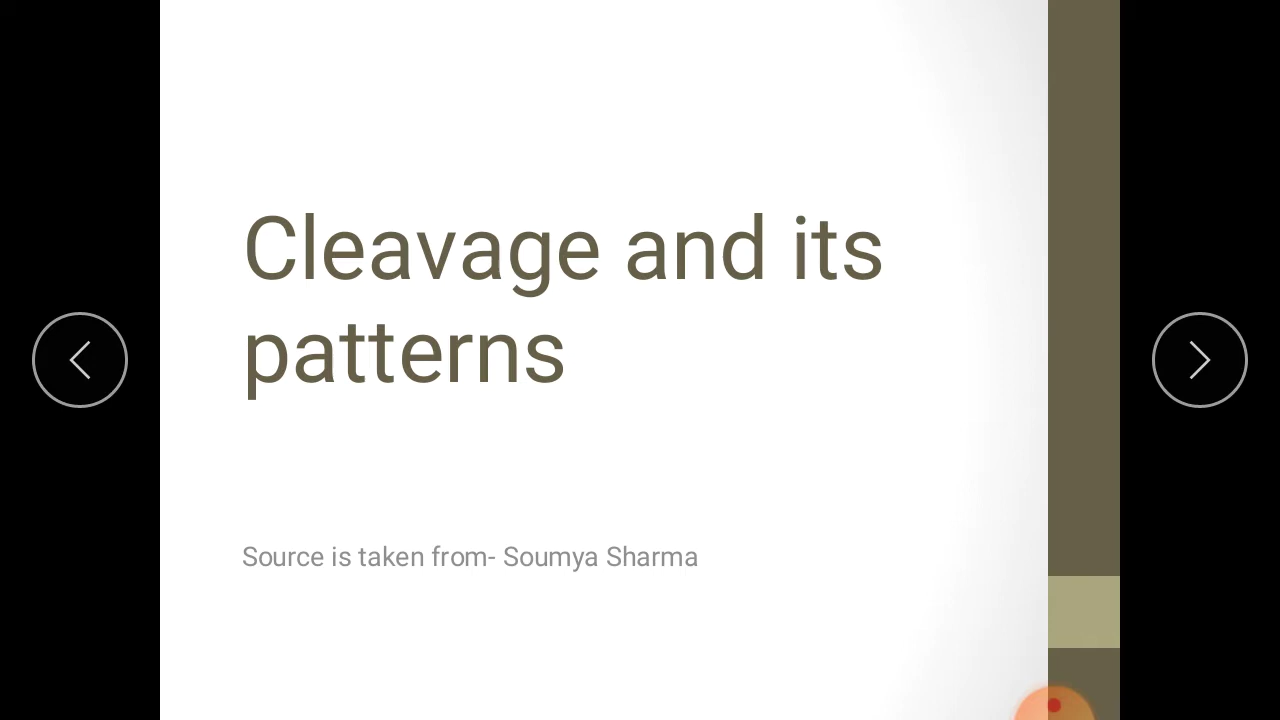 Cleavage and its
patterns
Source is taken from- Soumya Sharma